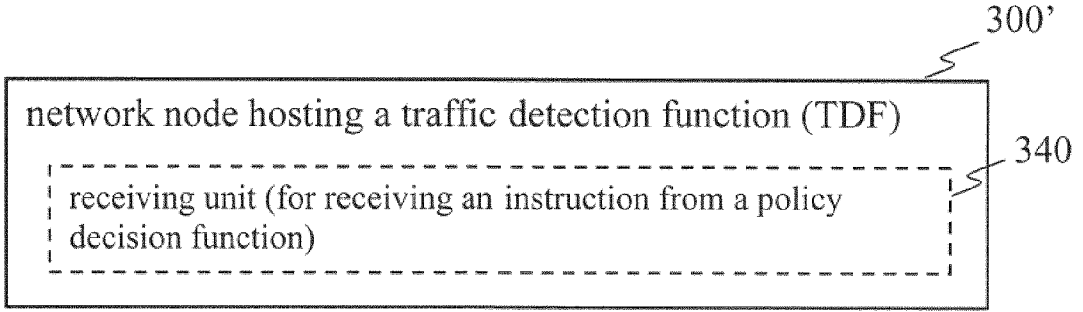 300’
network node hosting a traffic detection function (TDF)
340
receiving unit (for receiving an instruction from a policy
decision function)